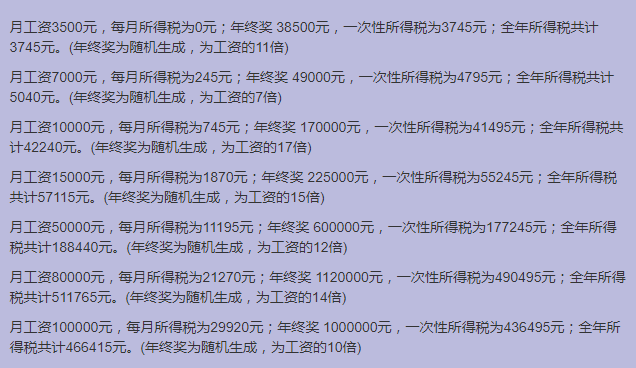 月工资3500元，每月所得税为0元；年终奖 38500元，一次性所得税为3745元；全年所得税共计
3745元。(年终奖为随机生成，为工资的11倍)
月工资7000元，每月所得税为245元；年终奖 49000元，一次性所得税为4795元；全年所得税共计
5040元。(年终奖为随机生成，为工资的7倍)
月工资10000元，每月所得税为745元；年终奖 170000元，一次性所得税为41495元；全年所得税共
计42240元。(年终奖为随机生成，为工资的17倍)
月工资15000元，每月所得税为1870元；年终奖 225000元，一次性所得税为55245元；全年所得税
共计57115元。(年终奖为随机生成，为工资的15倍)
月工资50000元，每月所得税为11195元；年终奖 600000元，一次性所得税为177245元；全年所得
税共计188440元。(年终奖为随机生成，为工资的12倍)
月工资80000元，每月所得税为21270元；年终奖 1120000元，一次性所得税为490495元；全年所得
税共计511765元。(年终奖为随机生成，为工资的14倍)
月工资100000元，每月所得税为29920元；年终奖 1000000元，一次性所得税为436495元；全年所
得税共计466415元。(年终奖为随机生成，为工资的10倍)